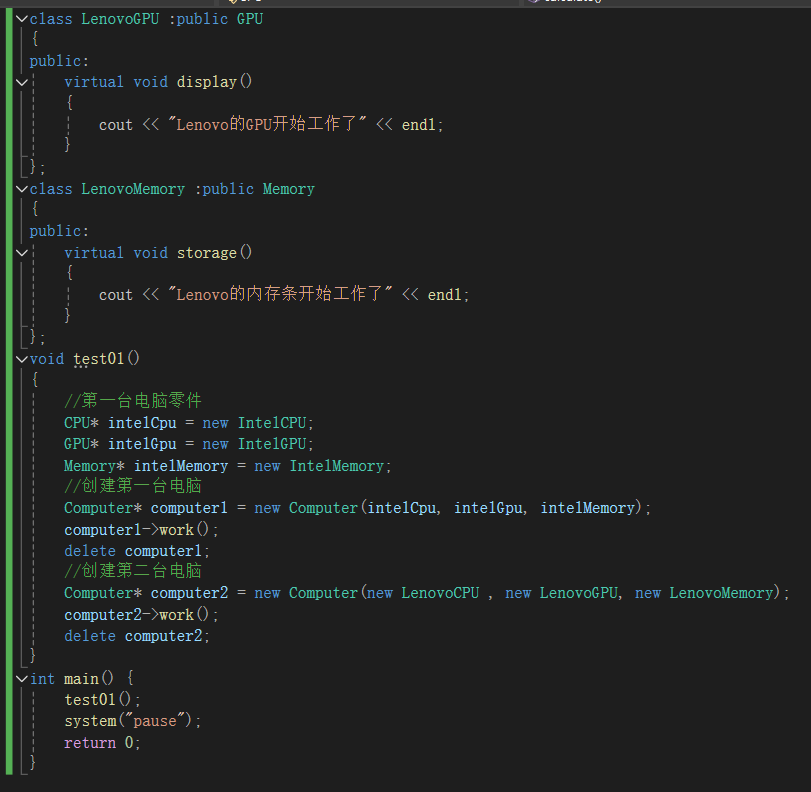 class LenovoGPU :public GPU
{
public:
virtual void display()
{
cout << "Lenovo的GPU开始工作了" << endl;
}
};
class LenovoMemory :public Memory
{
public:
virtual void storage()
{
cout << "Lenovo的内存条开始工作了" << endl;
}
};
void test01()
{
//第一台电脑零件
CPU* intelCpu = new IntelCPU;
GPU* intelGpu = new IntelGPU;
Memory* intelMemory = new IntelMemory;
//创建第一台电脑
Computer* computer1 = new Computer(intelCpu, intelGpu, intelMemory);
computer1->work();
delete computer1;
//创建第二台电脑
Computer* computer2 = new Computer(new LenovoCPU , new LenovoGPU, new LenovoMemory);
computer2->work();
delete computer2;
}
int main() {
test01();
system("pause");
return 0;
}